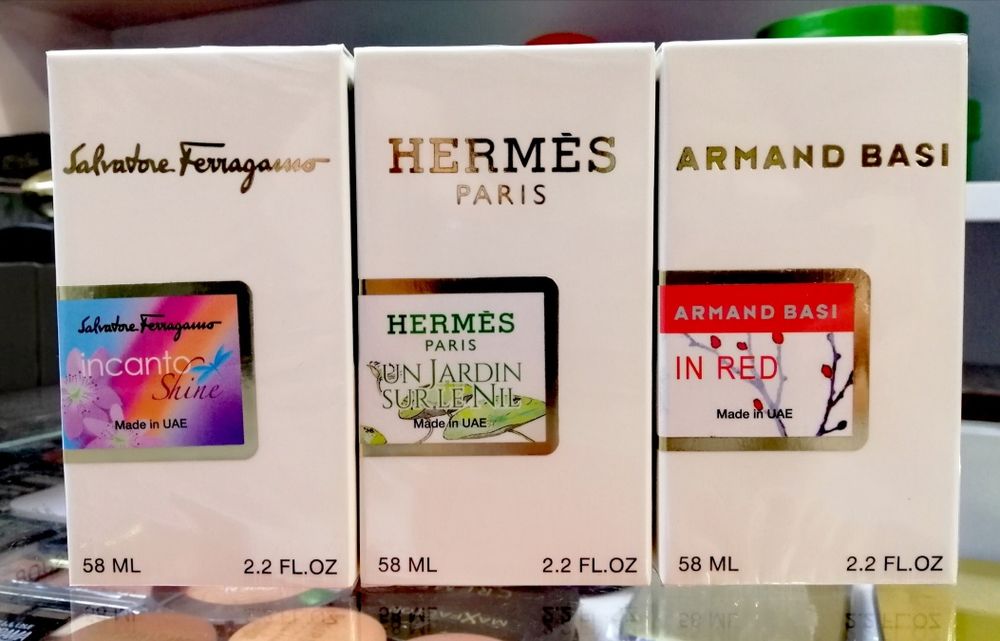 Salvatore Ferragamo
Salvatore Ferragamo
incanto
Shine
Made in UAE
58 ML 2.2 FL.OZ
HERMÈS
PARIS
HERMÈS
PARIS
UN JARDIN
SUR LE NIL
Made in UAE
58 ML 2.2 FL.OZ
ARMAND BASI
ARMAND BASI
IN RED
Made in UAE
58 ML 2.2 FL.OZ